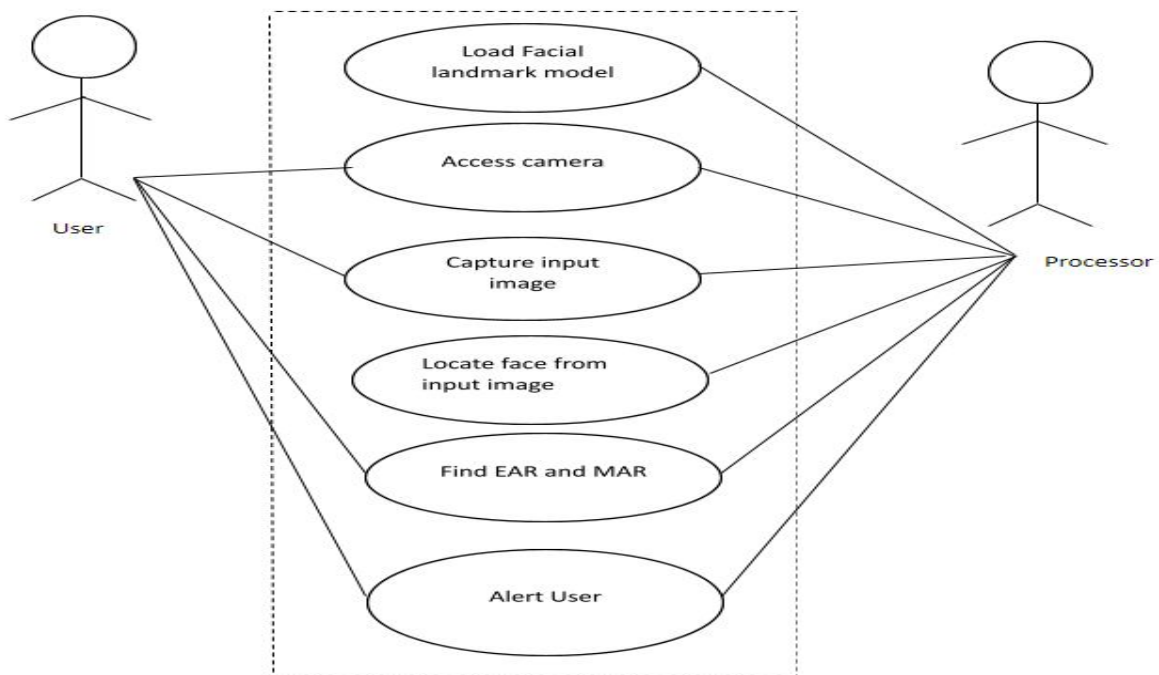 Load Facial
landmark model
Access camera
User
Capture input
image
Processor
Locate face from
input image
Find EAR and MAR
Alert User